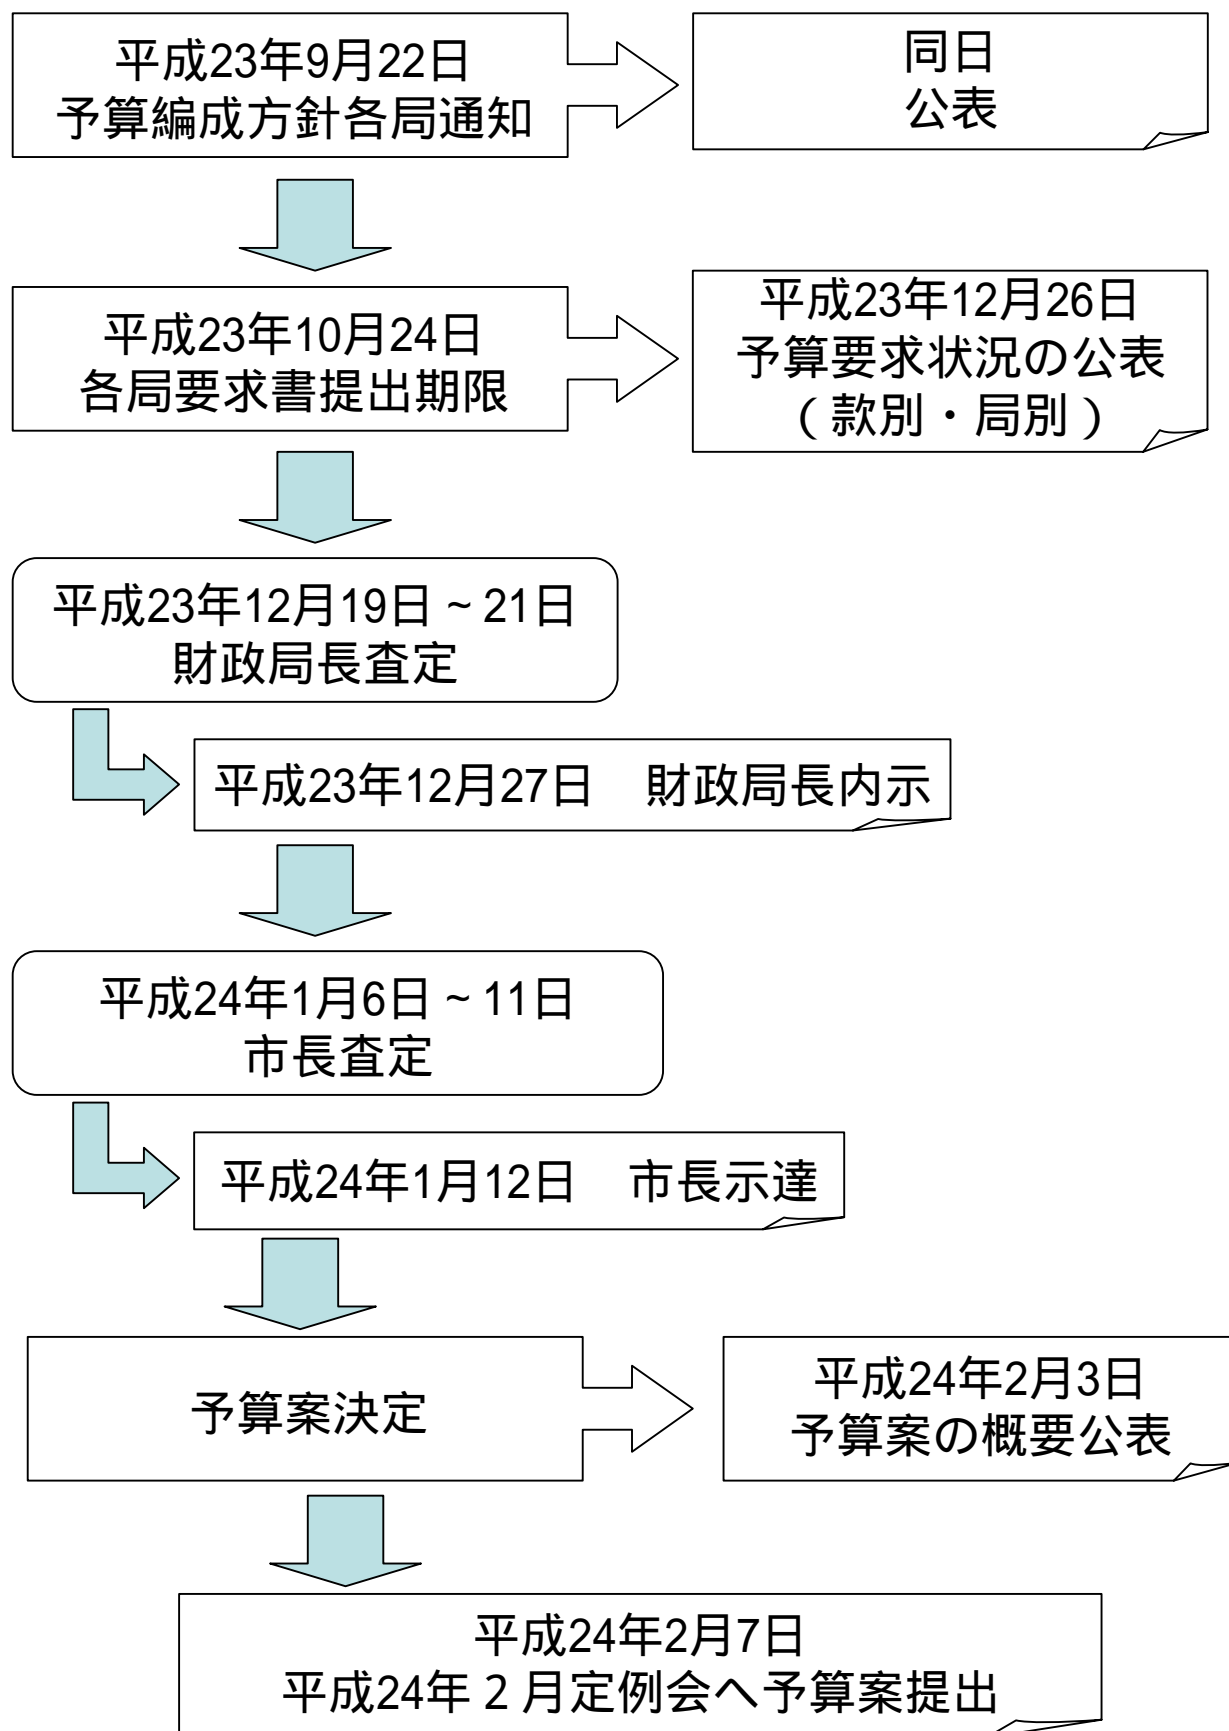 平成23年9月22日
予算編成方針各局通知
同日
公表
平成23年10月24日
各局要求書提出期限
平成23年12月26日
予算要求状況の公表
（款別・局別）
平成23年12月19日～21日
財政局長査定
平成23年12月27日　財政局長内示
平成24年1月6日～11日
市長査定
平成24年1月12日　市長示達
予算案決定
平成24年2月3日
予算案の概要公表
平成24年2月7日
平成24年２月定例会へ予算案提出